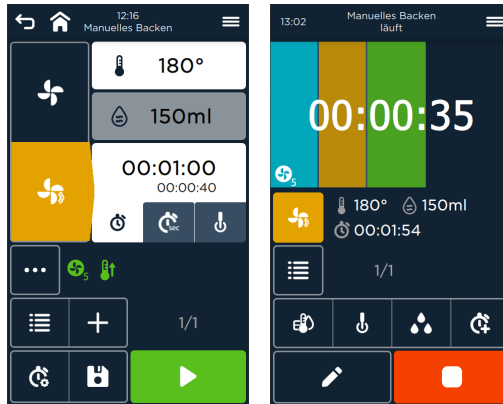 12:16
Manuelles Backen
180°
150ml
00:01:00
00:00:40
sec
5
1/1
13:02
Manuelles Backen
läuft
00:00:35
5
180° 150ml
00:01:54
1/1
E